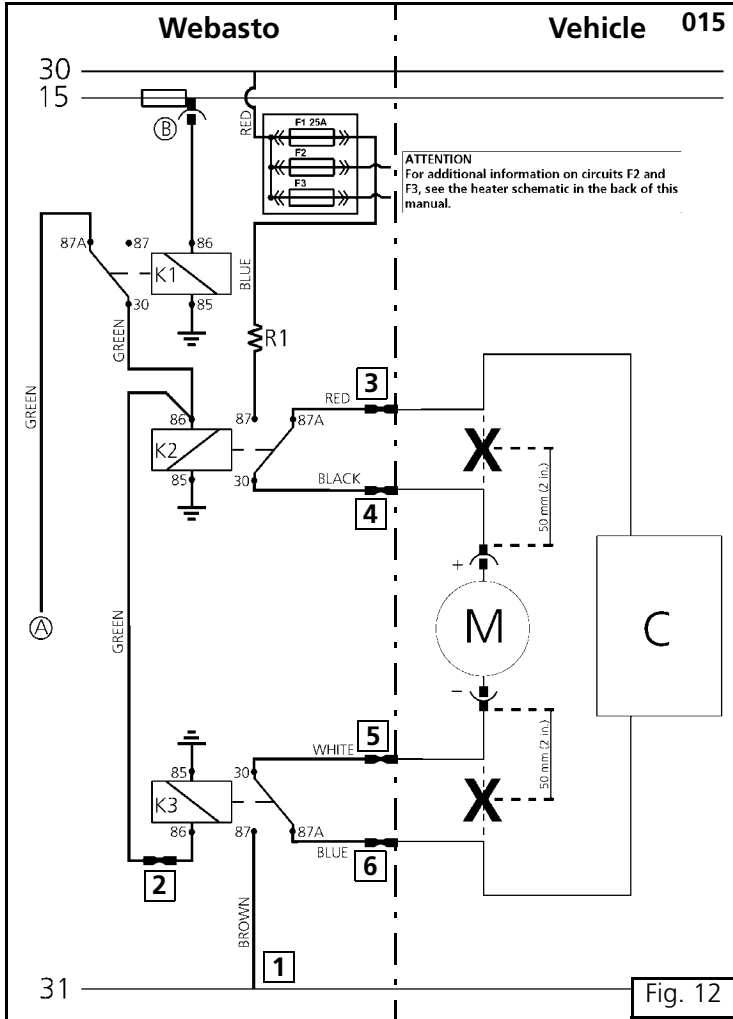 Webasto
Vehicle 015
30
15
B
RED
F1 25A
F2
F3
ATTENTION
For additional information on circuits F2 and
F3, see the heater schematic in the back of this
manual.
87A 87 86
K1
BLUE
30 85
GREEN
R1
GREEN
3
RED
86 87 87A
K2
85 30
BLACK
4
50 mm (2 in.)
+
M
C
A
GREEN
−
5
WHITE
85 30
K3
50 mm (2 in.)
86 87 87A
BLUE
6
2
BROWN
1
31
Fig. 12